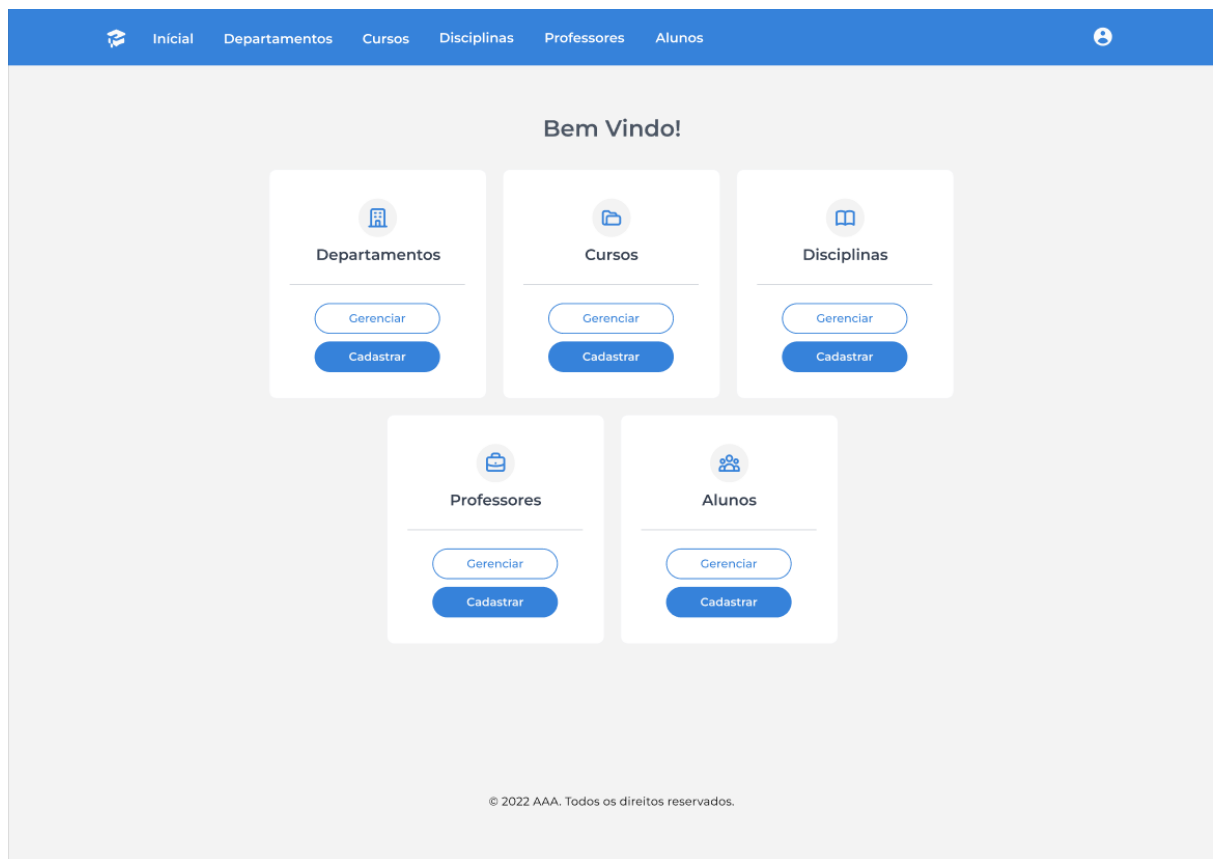 Inícial Departamentos Cursos Disciplinas Professores Alunos
Bem Vindo!
Departamentos
Gerenciar
Cadastrar
Cursos
Gerenciar
Cadastrar
Disciplinas
Gerenciar
Cadastrar
Professores
Gerenciar
Cadastrar
Alunos
Gerenciar
Cadastrar
© 2022 AAA. Todos os direitos reservados.